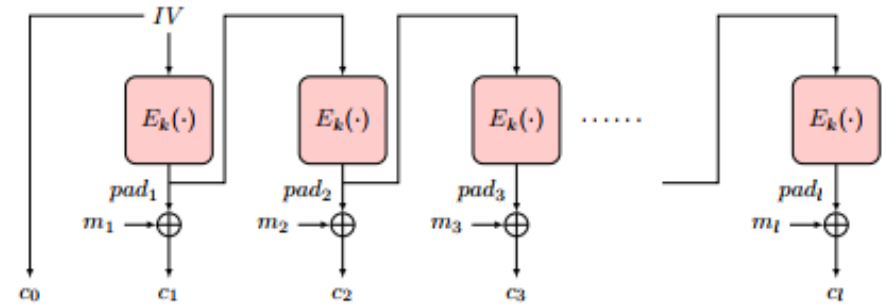 IV
E_k(·) E_k(·) E_k(·) ...... E_k(·)
pad_1 pad_2 pad_3 pad_l
m_1 m_2 m_3 m_l
c_0 c_1 c_2 c_3 c_l